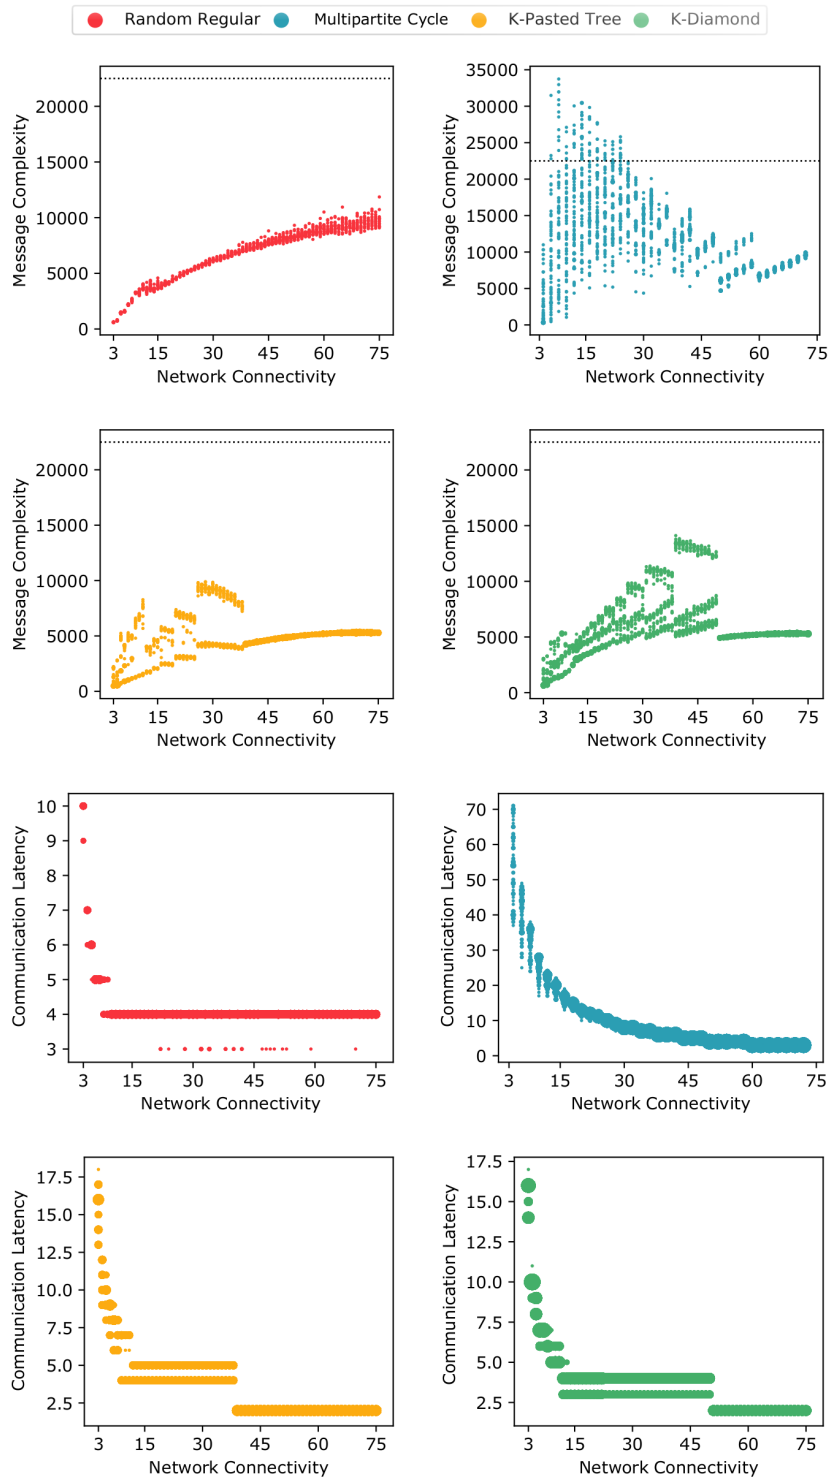 Random Regular Multipartite Cycle K-Pasted Tree K-Diamond
20000
15000
10000
5000
0
Message Complexity
3 15 30 45 60 75
Network Connectivity
35000
30000
25000
20000
15000
10000
5000
0
Message Complexity
3 15 30 45 60 75
Network Connectivity
20000
15000
10000
5000
0
Message Complexity
3 15 30 45 60 75
Network Connectivity
20000
15000
10000
5000
0
Message Complexity
3 15 30 45 60 75
Network Connectivity
10
9
8
7
6
5
4
3
Communication Latency
3 15 30 45 60 75
Network Connectivity
70
60
50
40
30
20
10
0
Communication Latency
3 15 30 45 60 75
Network Connectivity
17.5
15.0
12.5
10.0
7.5
5.0
2.5
Communication Latency
3 15 30 45 60 75
Network Connectivity
17.5
15.0
12.5
10.0
7.5
5.0
2.5
Communication Latency
3 15 30 45 60 75
Network Connectivity